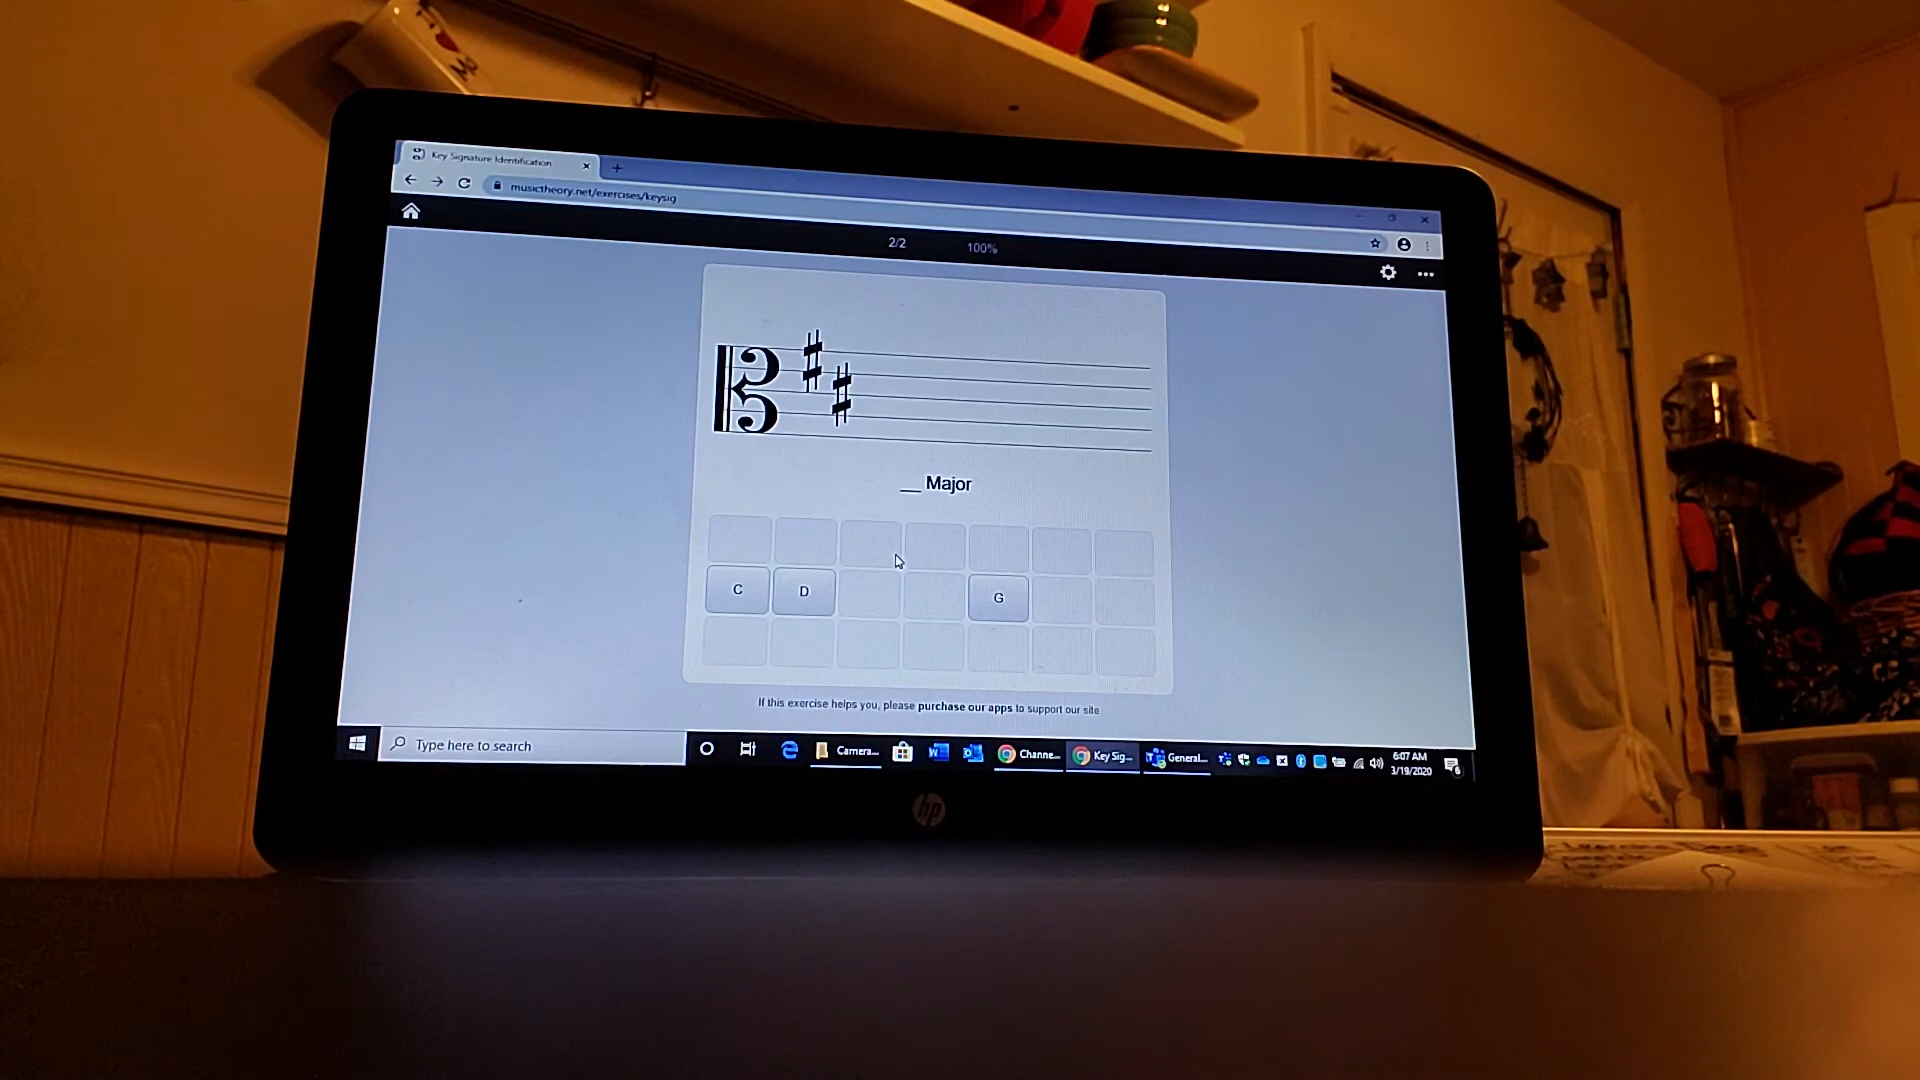 Key Signature Identification
musictheory.net/exercises/keysig
2/2 100%
__ Major
C D G
If this exercise helps you, please purchase our apps to support our site
Type here to search
Camera...
Channe...
Key Sig...
General...
6:07 AM
3/19/2020
6
hp